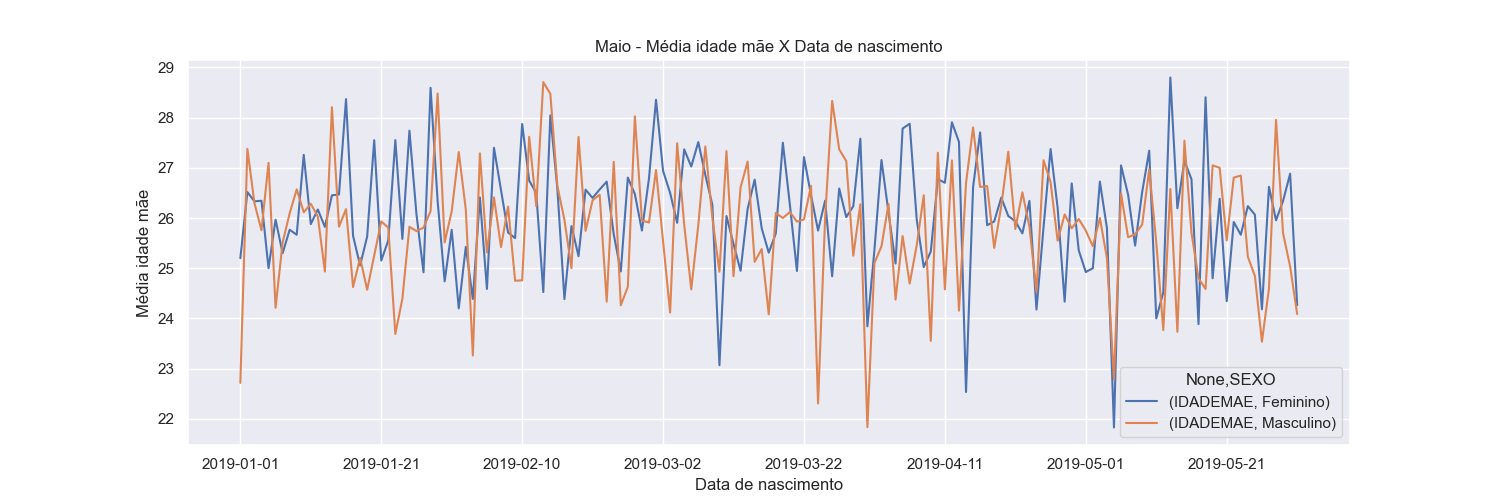 Maio - Média idade mãe X Data de nascimento
29
28
27
26
25
24
23
22
Média idade mãe
None,SEXO
(IDADEMAE, Feminino)
(IDADEMAE, Masculino)
2019-01-01
2019-01-21
2019-02-10
2019-03-02
2019-03-22
2019-04-11
2019-05-01
2019-05-21
Data de nascimento